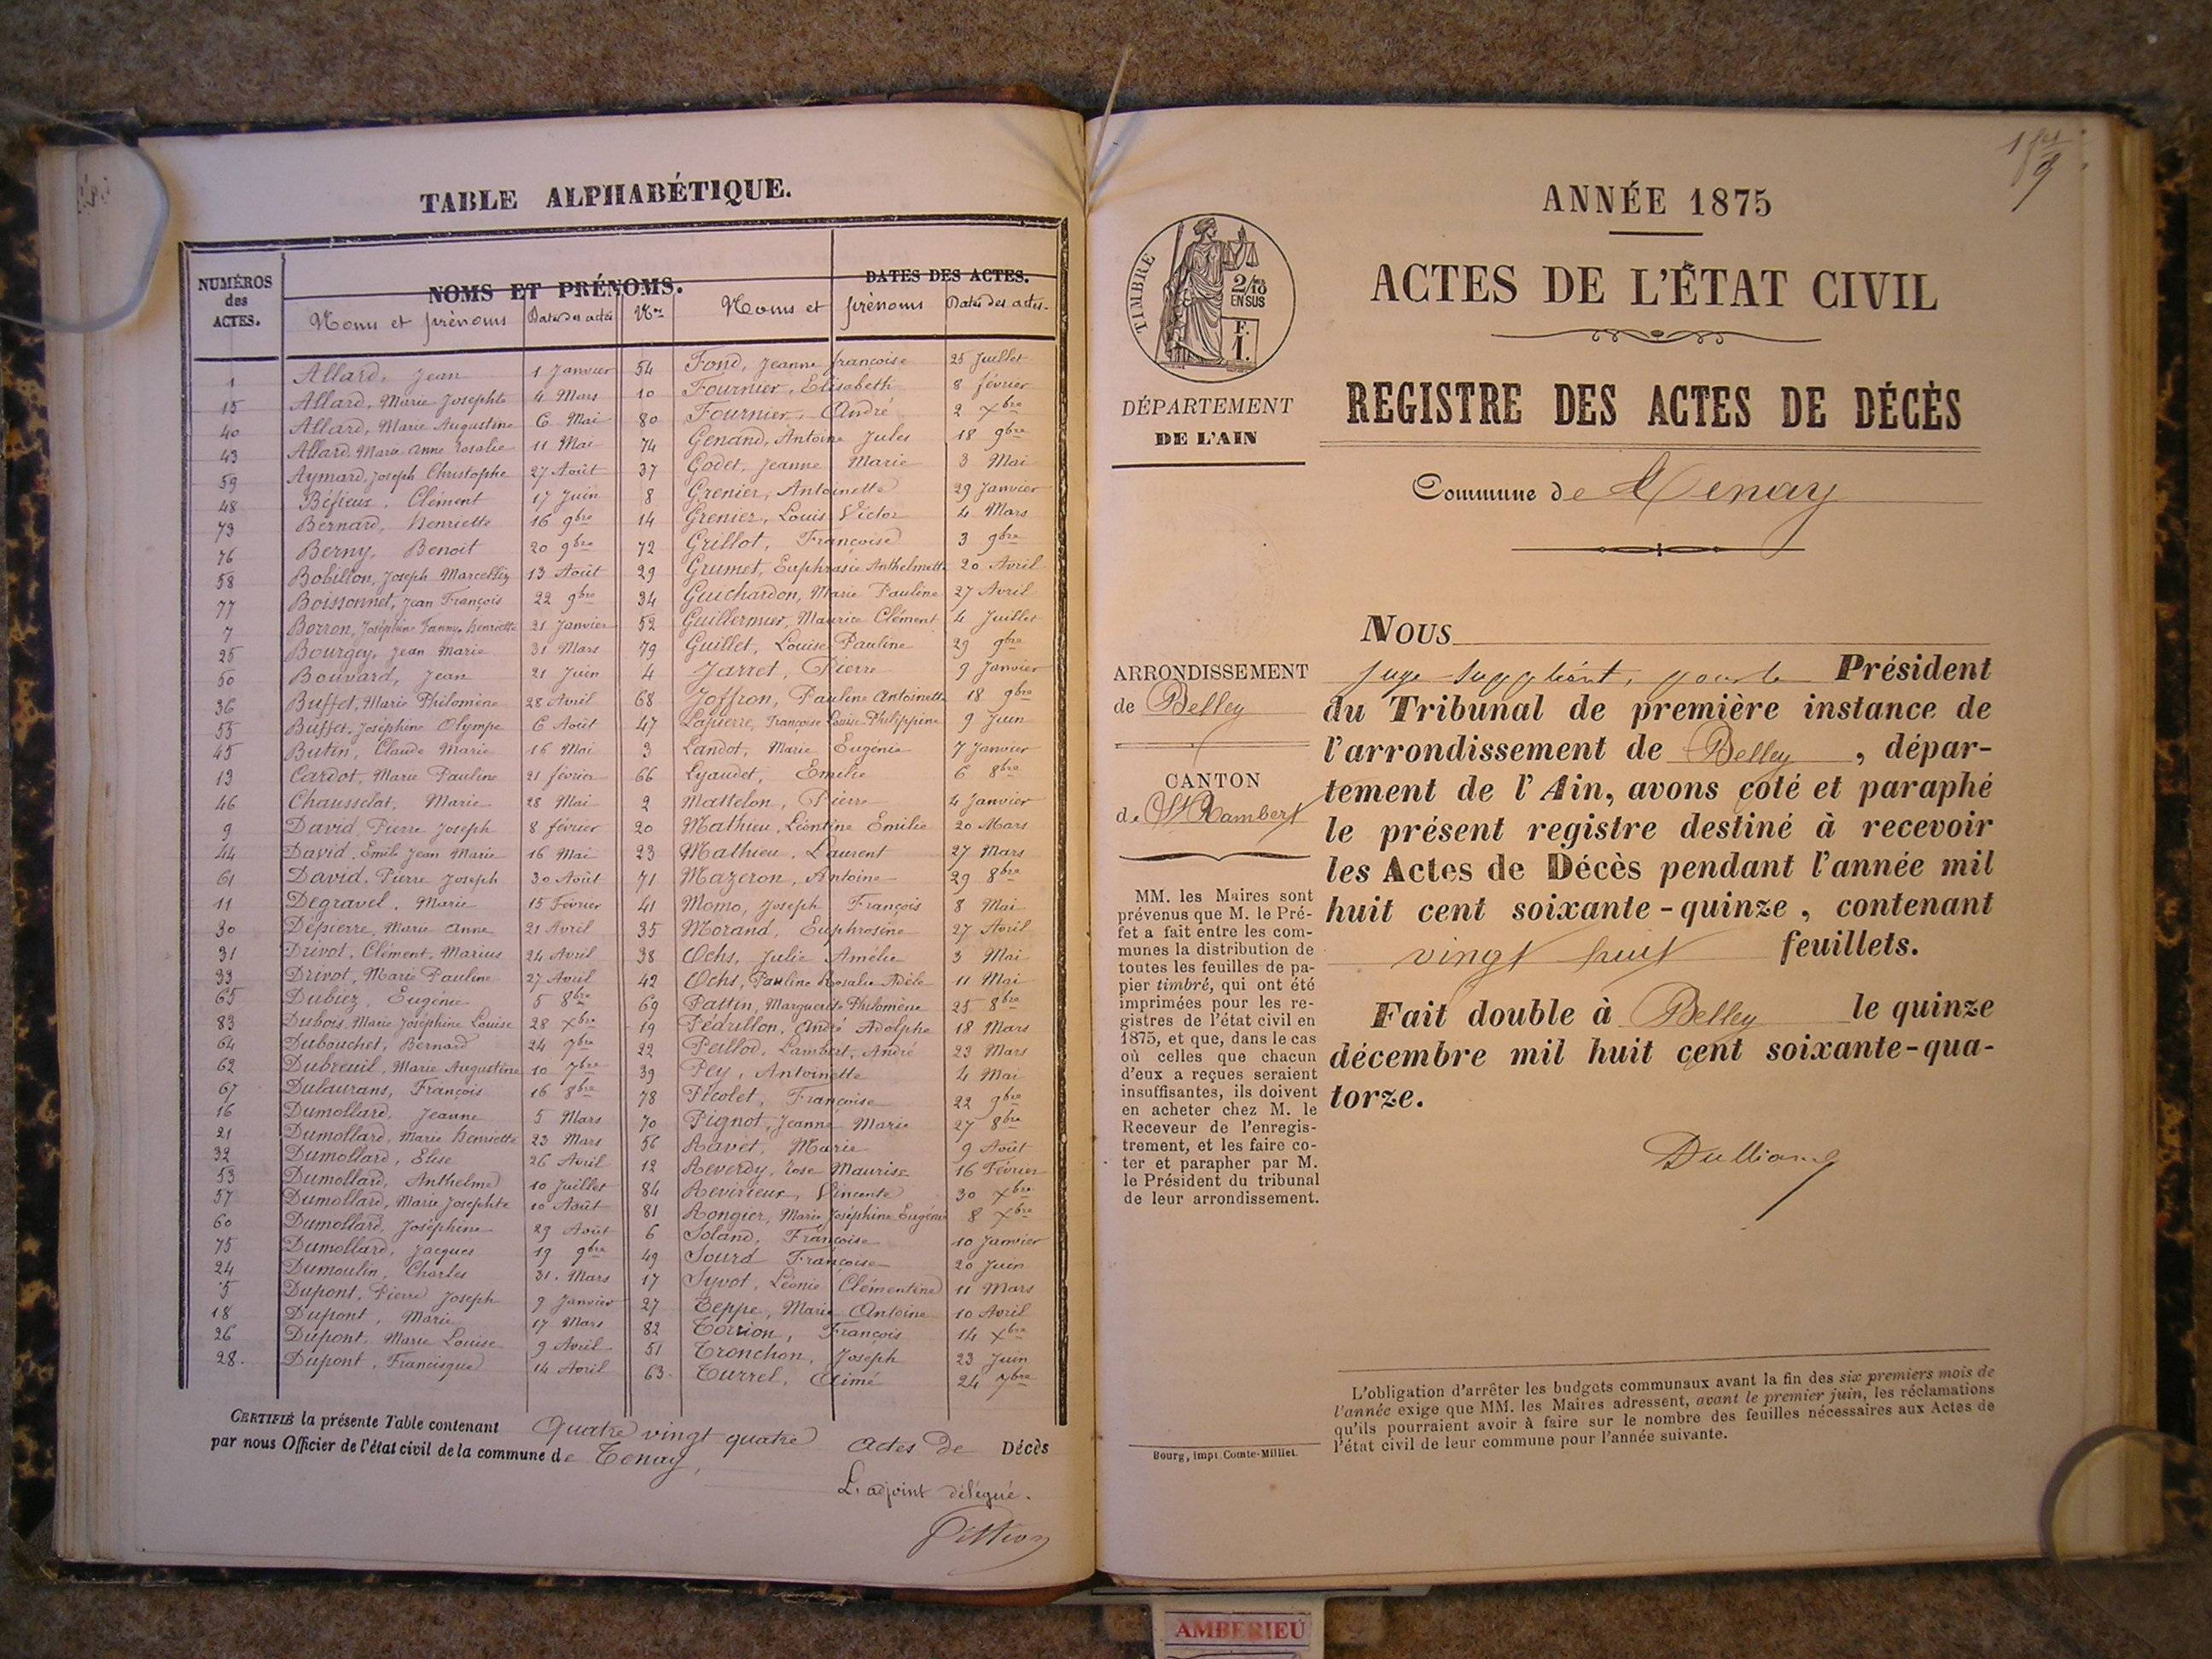 TABLE ALPHABÉTIQUE.
NUMÉROS des ACTES.
NOMS ET PRÉNOMS.
DATES DES ACTES.
Noms et prénoms Dates des actes Nos Noms et prénoms Dates des actes.
1 Allard, Jean 1 Janvier 54 Fond, Jeanne françoise 25 Juillet
15 Allard, Marie Josephte 4 Mars 10 Fournier, Elisabeth 8 février
40 Allard, Marie Augustine 6 Mai 80 Fournier, André 2 xbre
43 Allard, Marie anne rosalie 11 Mai 74 Genand, Antoine Jules 18 9bre
59 Aymard, Joseph Christophe 27 Août 37 Godet, Jeanne Marie 3 Mai
48 Clément 17 Juin 8 Grenier, Antoinette 29 Janvier
73 Bernard, henriette 16 9bre 14 Grenier, Louis Victor 4 Mars
76 Berny, Benoit 20 9bre 72 Grillot, Françoise 3 9bre
58 Bobillon, Joseph Marcellin 13 Août 29 Grumet, Euphrasie Anthelmette 20 Avril
77 Boissonnet, Jean François 22 9bre 34 Guichardon, Marie Pauline 27 Avril
7 Borron, Joséphine Fanny henriette 21 Janvier 52 Guillermier, Maurice Clément 4 Juillet
25 Bourgey, Jean Marie 31 Mars 79 Guillet, Louise Pauline 29 9bre
50 Bouvard, Jean 21 Juin 4 Jarret, Pierre 9 Janvier
36 Buffet, Marie Philomène 28 Avril 68 Joffron, Pauline Antoinette 18 9bre
55 Buffet, Joséphine Olympe 6 Août 47 Lapierre, Françoise Louise Philippine 9 Juin
45 Butin, Claude Marie 16 Mai 3 Landot, Marie Eugénie 7 Janvier
13 Cardot, Marie Pauline 21 février 66 Lyaudet, Emelie 6 8bre
46 Chausselat, Marie 28 Mai 2 Mattelon, Pierre 4 Janvier
9 David, Pierre Joseph 8 février 20 Mathieu, Léontine Emilie 20 Mars
44 David, Emile Jean Marie 16 Mai 23 Mathieu, Laurent 27 Mars
61 David, Pierre Joseph 30 Août 71 Mazeron, Antoine 29 8bre
11 Degravel, Marie 15 Février 41 Momo, Joseph François 8 Mai
30 Dépierre, Marie anne 21 Avril 35 Morand, Euphrosine 27 Avril
31 Drivot, Clément, Marius 24 Avril 38 Ochs, Julie Amélie 3 Mai
33 Drivot, Marie Pauline 27 Avril 42 Ochs, Pauline Rosalie Adèle 11 Mai
65 Dubiez, Eugénie 5 8bre 69 Pattin, Marguerite Philomène 25 8bre
83 Dubois, Marie Joséphine Louise 28 xbre 19 Pédrillon, André Adolphe 18 Mars
64 Dubouchet, Bernard 24 7bre 22 Peillod, Lambert, André 23 Mars
62 Dubreuil, Marie Augustine 10 7bre 39 Pey, Antoinette 4 Mai
67 Dulaurans, François 16 8bre 78 Picolet, Françoise 22 9bre
16 Dumollard, Jeanne 5 Mars 70 Pignot, Jeanne Marie 27 8bre
21 Dumollard, Marie henriette 23 Mars 56 Ravet, Marie 9 Août
32 Dumollard, Elise 26 Avril 12 Reverdy, rose Maurise 16 Février
53 Dumollard, Anthelme 10 Juillet 84 Revirieux, Vincente 30 xbre
57 Dumollard, Marie Josephte 10 Août 81 Rongier, Marie Joséphine Eugénie 8 xbre
60 Dumollard, Joséphine 29 Août 6 Soland, Françoise 10 Janvier
75 Dumollard, Jacques 19 9bre 49 Sourd Françoise 20 Juin
24 Dumoulin, Charles 31 Mars 17 Syvot, Léonie Clémentine 11 Mars
5 Dupont, Pierre Joseph 9 Janvier 27 Teppe, Marie Antoine 10 Avril
18 Dupont, Marie 17 Mars 82 Torrion, François 14 xbre
26 Dupont, Marie Louise 9 Avril 51 Tronchon, Joseph 23 Juin
28. Dupont, Francisque 14 Avril 63 Turrel, Aimé 24 7bre
CERTIFIÉ la présente Table contenant Quatre vingt quatre actes de Décès
par nous Officier de l'état civil de la commune de Tenay,
L'adjoint délégué.
1 fet
9
ANNÉE 1875
ACTES DE L'ÉTAT CIVIL
REGISTRE DES ACTES DE DÉCÈS
Commune de Tenay
TIMBRE
2/10 EN SUS
F. 1.
DÉPARTEMENT
DE L'AIN
ARRONDISSEMENT
de Belley
CANTON
de St Rambert
MM. les Maires sont
prévenus que M. le Pré-
fet a fait entre les com-
munes la distribution de
toutes les feuilles de pa-
pier timbré, qui ont été
imprimées pour les re-
gistres de l'état civil en
1875, et que, dans le cas
où celles que chacun
d'eux a reçues seraient
insuffisantes, ils doivent
en acheter chez M. le
Receveur de l'enregis-
trement, et les faire co-
ter et parapher par M.
le Président du tribunal
de leur arrondissement.
Bourg, impr Comte-Milliet.
NOUS
juge suppléant, pour le Président
du Tribunal de première instance de
l'arrondissement de Belley, dépar-
tement de l'Ain, avons coté et paraphé
le présent registre destiné à recevoir
les Actes de Décès pendant l'année mil
huit cent soixante-quinze, contenant
vingt huit feuillets.
Fait double à Belley le quinze
décembre mil huit cent soixante-qua-
torze.
L'obligation d'arrêter les budgets communaux avant la fin des six premiers mois de
l'année exige que MM. les Maires adressent, avant le premier juin, les réclamations
qu'ils pourraient avoir à faire sur le nombre des feuilles nécessaires aux Actes de
l'état civil de leur commune pour l'année suivante.
AMBERIEU